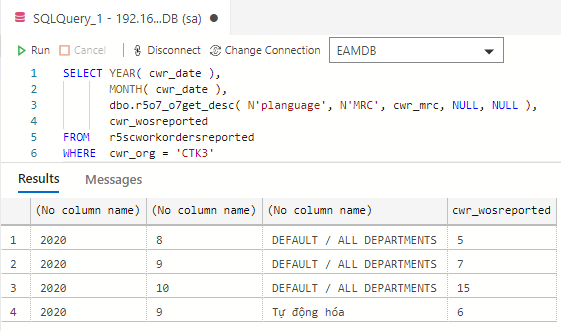 SQLQuery_1 - 192.16...DB (sa)
Run Cancel Disconnect Change Connection EAMDB
1 SELECT YEAR( cwr_date ),
2 MONTH( cwr_date ),
3 dbo.r5o7_o7get_desc( N'planguage', N'MRC', cwr_mrc, NULL, NULL ),
4 cwr_wosreported
5 FROM r5scworkordersreported
6 WHERE cwr_org = 'CTK3'
Results Messages
(No column name) (No column name) (No column name) cwr_wosreported
1 2020 8 DEFAULT / ALL DEPARTMENTS 5
2 2020 9 DEFAULT / ALL DEPARTMENTS 7
3 2020 10 DEFAULT / ALL DEPARTMENTS 15
4 2020 9 Tự động hóa 6